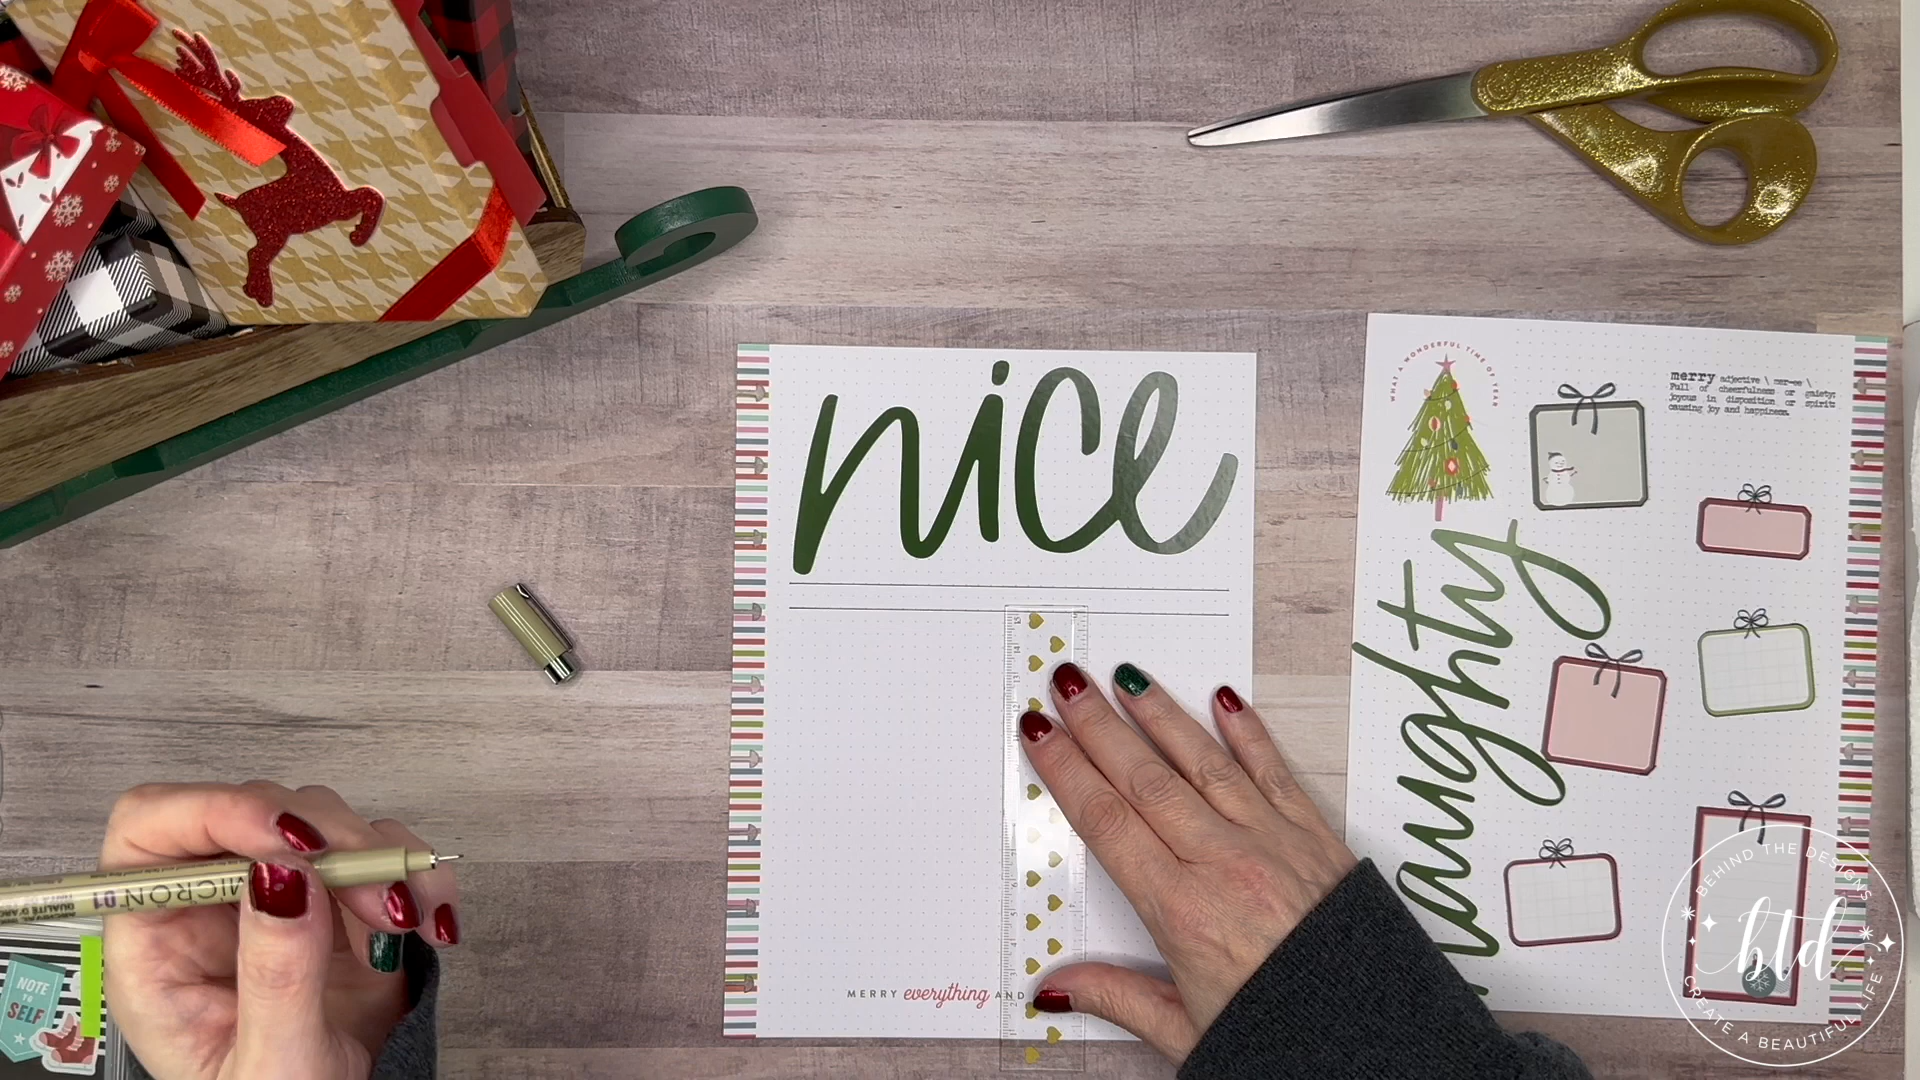 nice
MERRY everything AND
WHAT A WONDERFUL TIME OF YEAR
merry adjective \ mer-ee \
Full of cheerfulness or gaiety;
joyous in disposition or spirit
causing joy and happiness.
naughty
MICRON 01
NOTE
TO
SELF
BEHIND THE DESIGNS
btd
CREATE A BEAUTIFUL LIFE